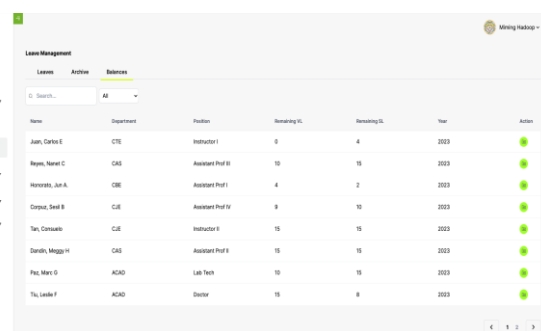 Miming Hadoop
Leave Management
Leaves Archive Balances
Search... All
Name Department Position Remaining VL Remaining SL Year Action
Juan, Carlos E CTE Instructor I 0 4 2023
Reyes, Nanet C CAS Assistant Prof III 10 15 2023
Honorato, Jun A. CBE Assistant Prof I 4 2 2023
Corpuz, Sesil B CJE Assistant Prof IV 9 10 2023
Tan, Consuelo CJE Instructor II 15 15 2023
Dandin, Meggy H CAS Assistant Prof II 15 15 2023
Paz, Marc G ACAD Lab Tech 10 15 2023
Tiu, Leslie F ACAD Doctor 15 8 2023
1 2